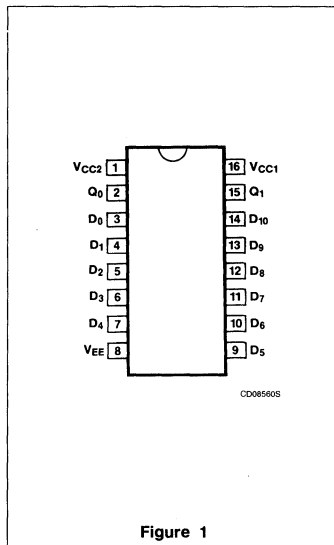 VCC2 1 16 VCC1
Q0 2 15 Q1
D0 3 14 D10
D1 4 13 D9
D2 5 12 D8
D3 6 11 D7
D4 7 10 D6
VEE 8 9 D5
CD08560S
Figure 1